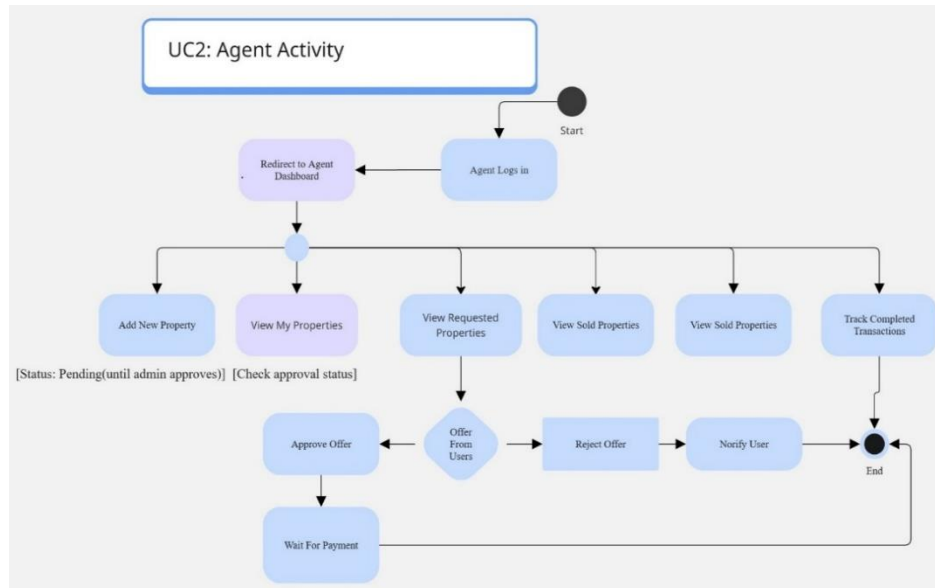 UC2: Agent Activity
Start
Redirect to Agent
Dashboard
Agent Logs in
Add New Property
View My Properties
View Requested
Properties
View Sold Properties
View Sold Properties
Track Completed
Transactions
[Status: Pending(until admin approves)]
[Check approval status]
Approve Offer
Offer
From
Users
Reject Offer
Norify User
End
Wait For Payment